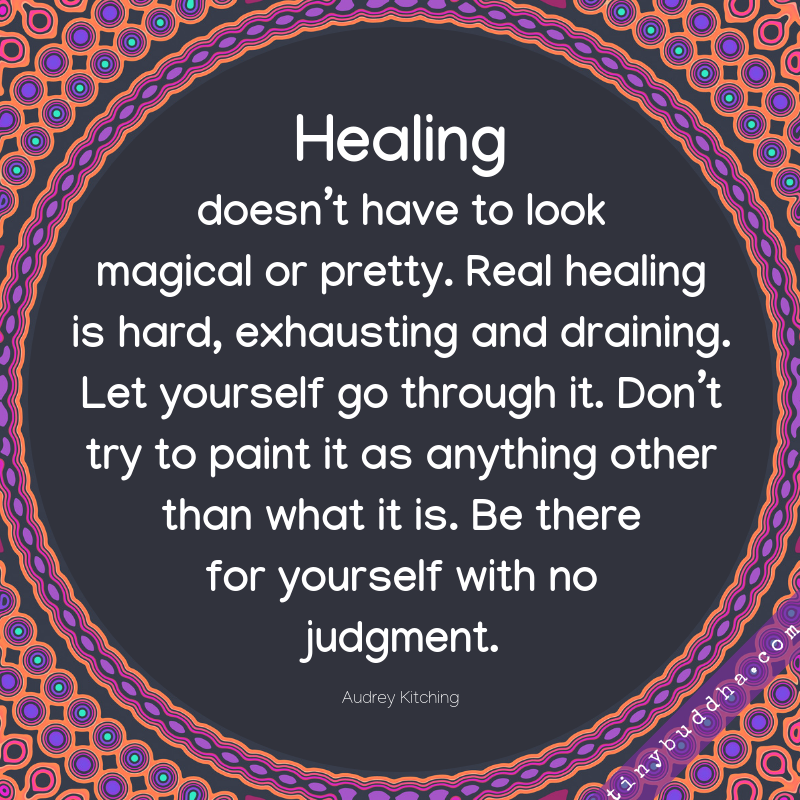 Healing
doesn’t have to look
magical or pretty. Real healing
is hard, exhausting and draining.
Let yourself go through it. Don’t
try to paint it as anything other
than what it is. Be there
for yourself with no
judgment.
Audrey Kitching
tinybuddha.com